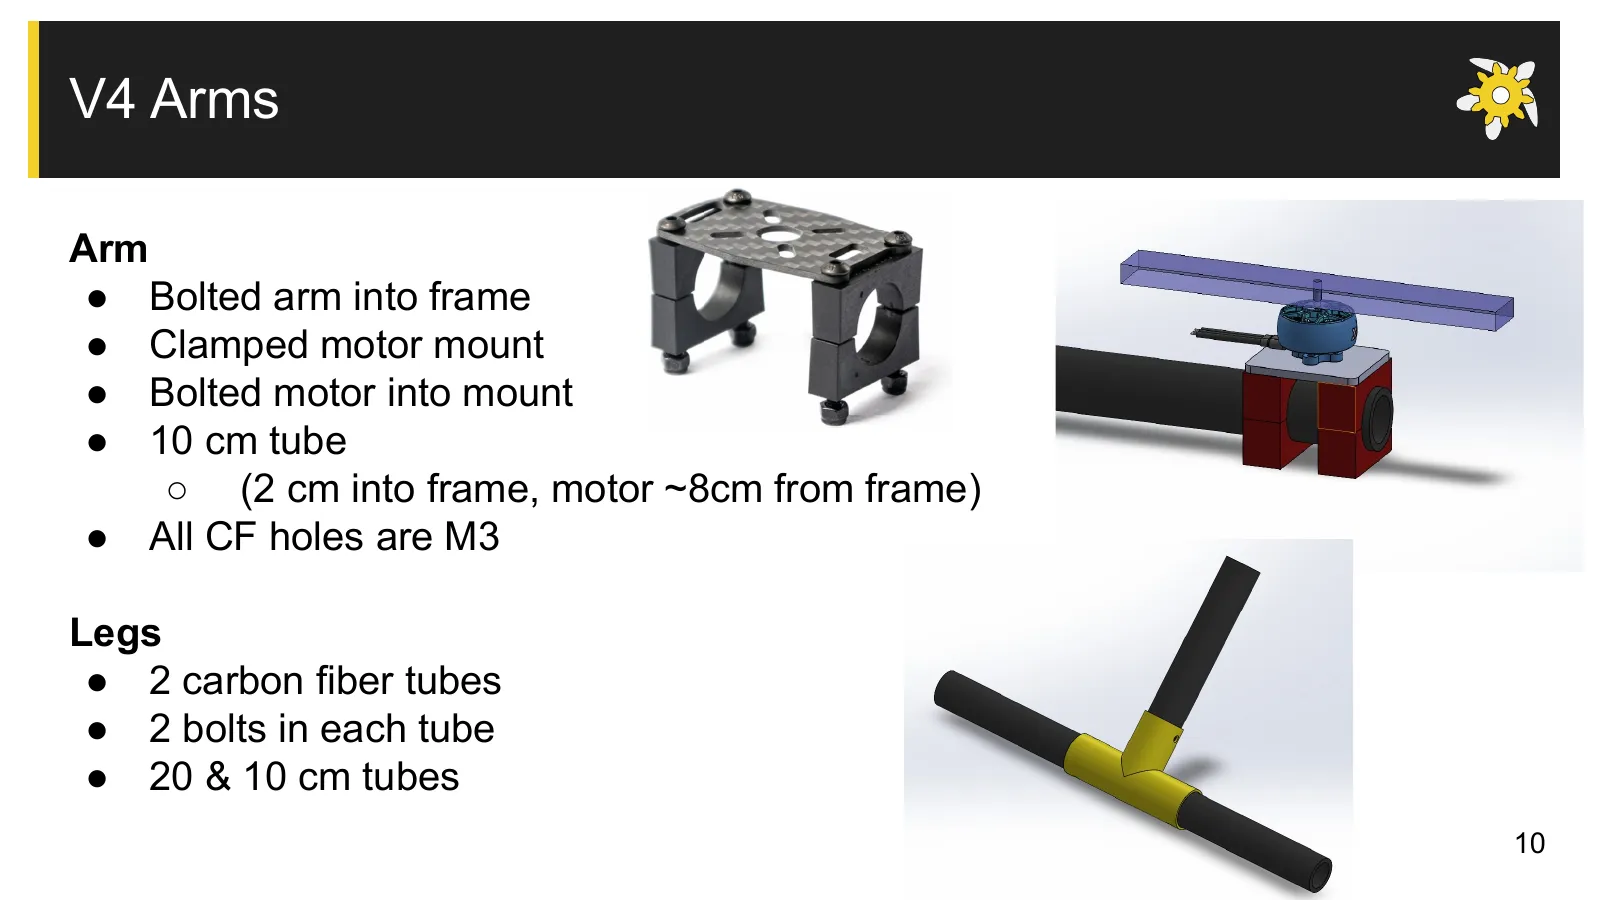 V4 Arms
Arm
● Bolted arm into frame
● Clamped motor mount
● Bolted motor into mount
● 10 cm tube
○ (2 cm into frame, motor ~8cm from frame)
● All CF holes are M3
Legs
● 2 carbon fiber tubes
● 2 bolts in each tube
● 20 & 10 cm tubes
10